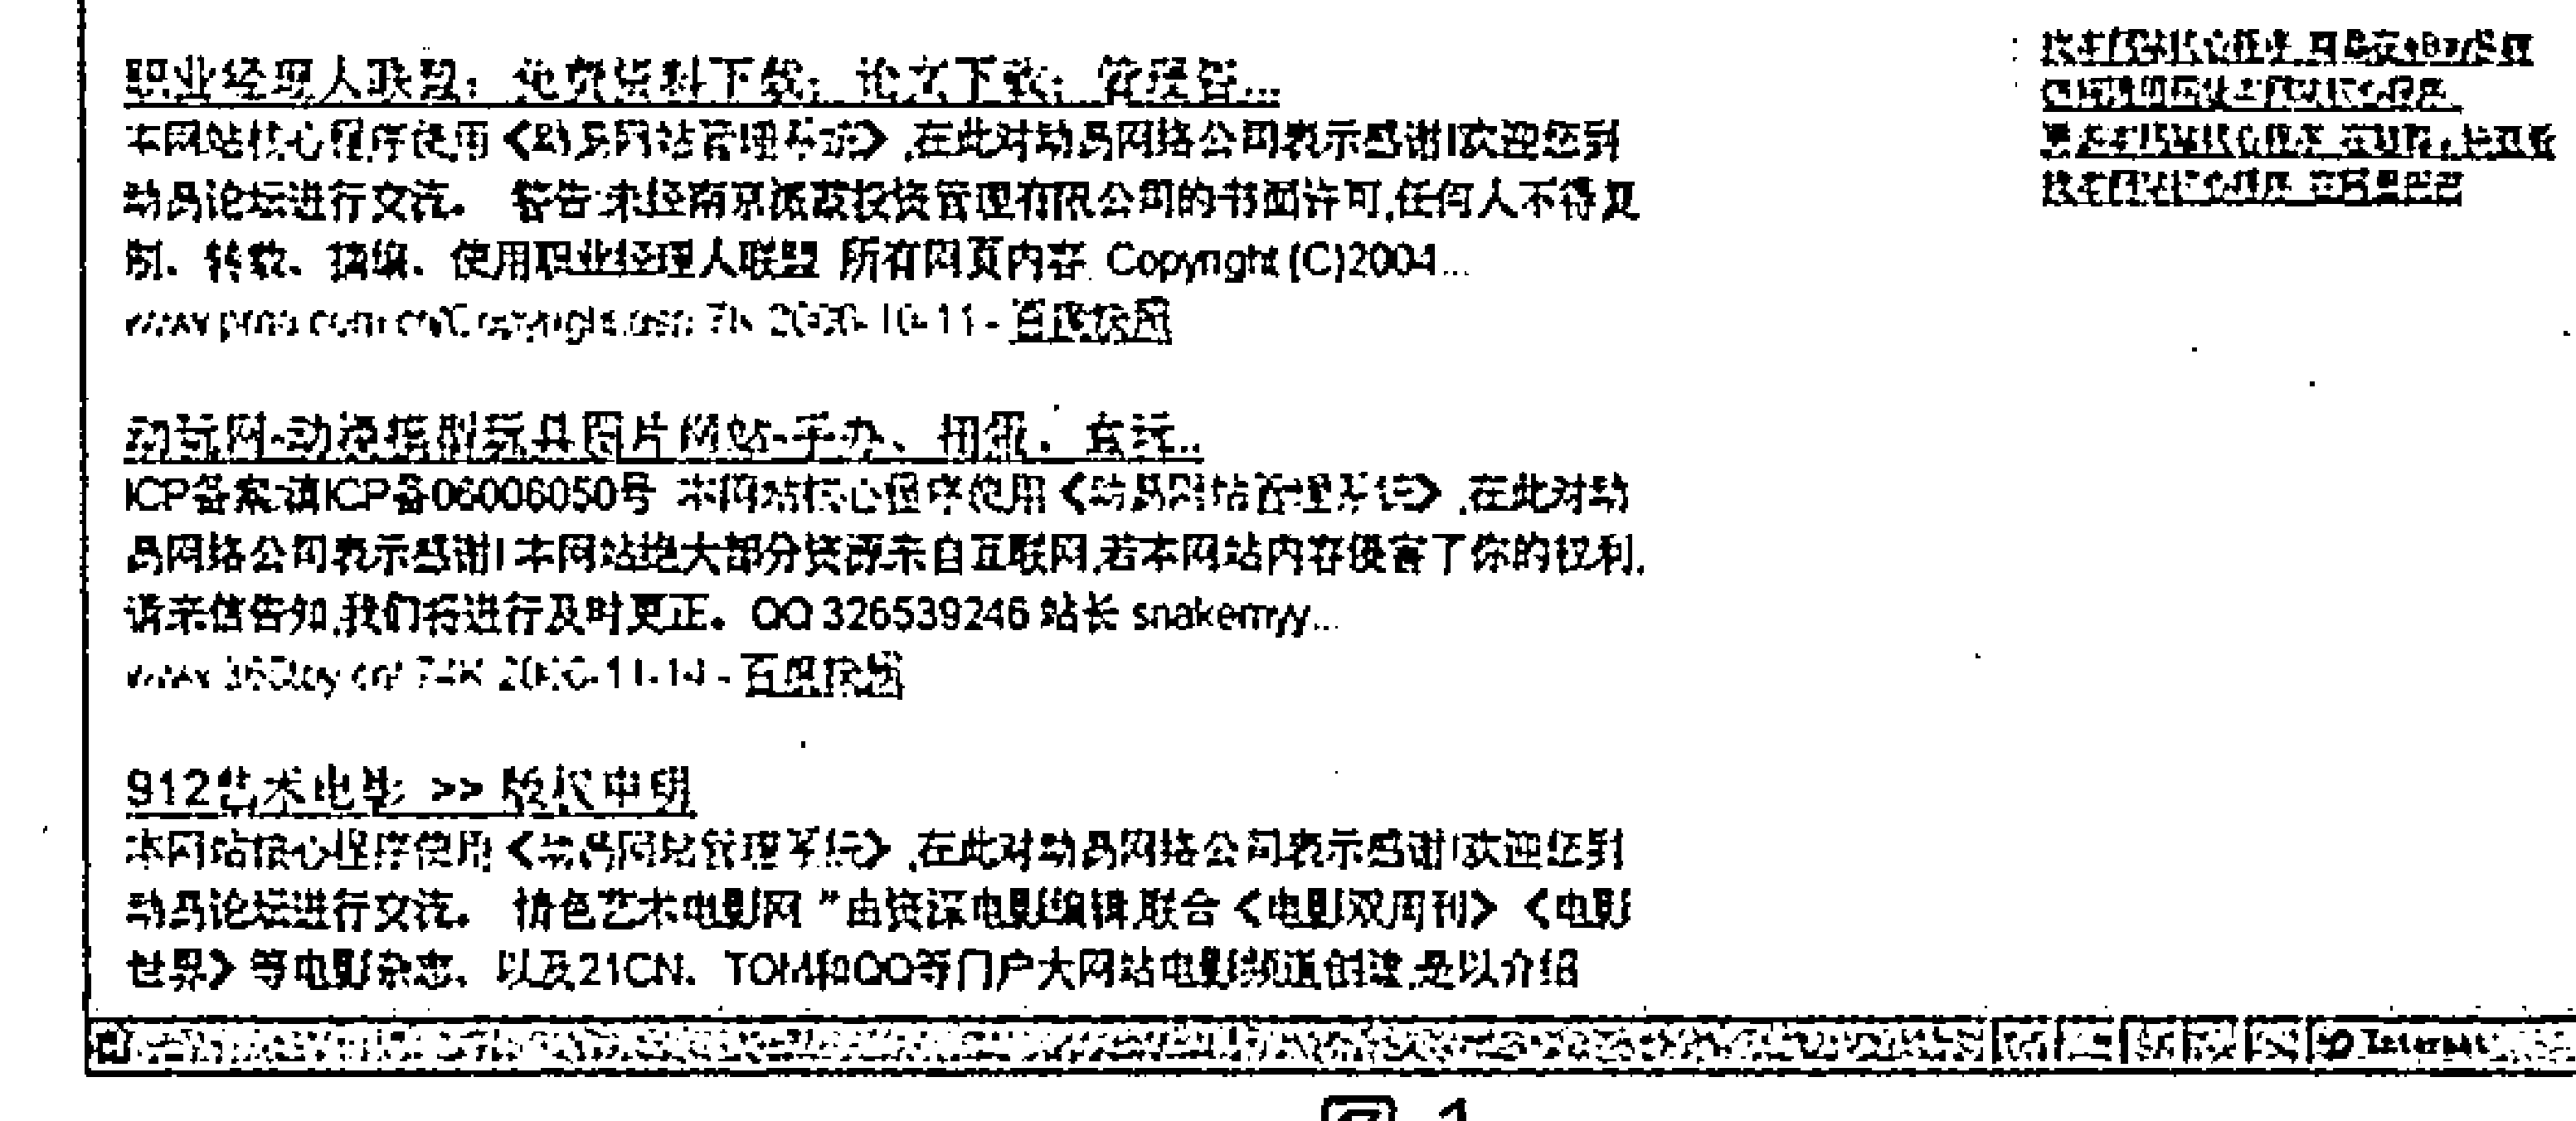 职业经理人联盟：免费资料下载：论文下载：管理咨...
本网站核心程序使用《动易网站管理系统》,在此对动易网络公司表示感谢!欢迎您到
动易论坛进行交流。 警告:未经南京派政投资管理有限公司的书面许可,任何人不得复
制、转载、摘编、使用职业经理人联盟 所有网页内容. Copyright (C)2004...
2006-10-11 - 百度快照
动玩网-动漫模型玩具图片网站-手办、扭蛋、食玩...
ICP备案:滇ICP备06006050号 本网站核心程序使用《动易网站管理系统》,在此对动
易网络公司表示感谢! 本网站绝大部分资源来自互联网,若本网站内容侵害了你的权利,
请来信告知,我们将进行及时更正。QQ 326539246 站长 snakemyy...
百度快照
912艺术电影 >> 版权申明
本网站核心程序使用《动易网站管理系统》,在此对动易网络公司表示感谢!欢迎您到
动易论坛进行交流。 情色艺术电影网 "由资深电影编辑,联合《电影双周刊》《电影
世界》等电影杂志、以及21CN、TOM和QQ等门户大网站电影频道创建,是以介绍
Internet
图 1